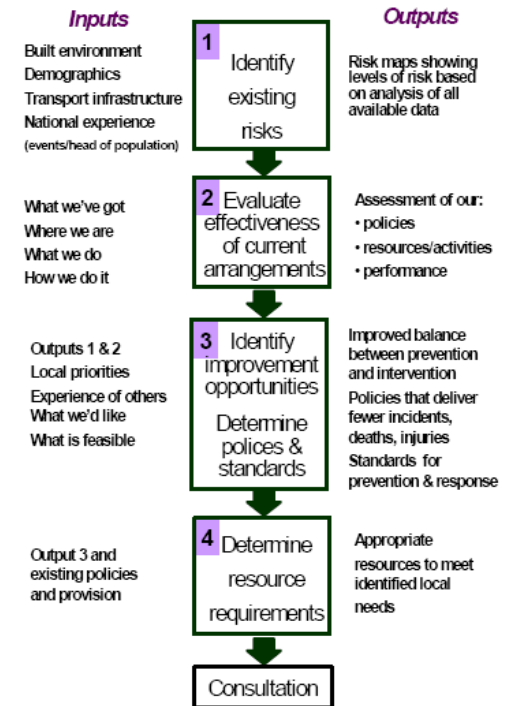 Inputs
Outputs
Built environment
Demographics
Transport infrastructure
National experience
(events/head of population)
1
Identify
existing
risks
Risk maps showing
levels of risk based
on analysis of all
available data
What we've got
Where we are
What we do
How we do it
2
Evaluate
effectiveness
of current
arrangements
Assessment of our:
• policies
• resources/activities
• performance
Outputs 1 & 2
Local priorities
Experience of others
What we'd like
What is feasible
3
Identify
improvement
opportunities
Determine
polices &
standards
Improved balance
between prevention
and intervention
Policies that deliver
fewer incidents,
deaths, injuries
Standards for
prevention & response
Output 3 and
existing policies
and provision
4
Determine
resource
requirements
Appropriate
resources to meet
identified local
needs
Consultation